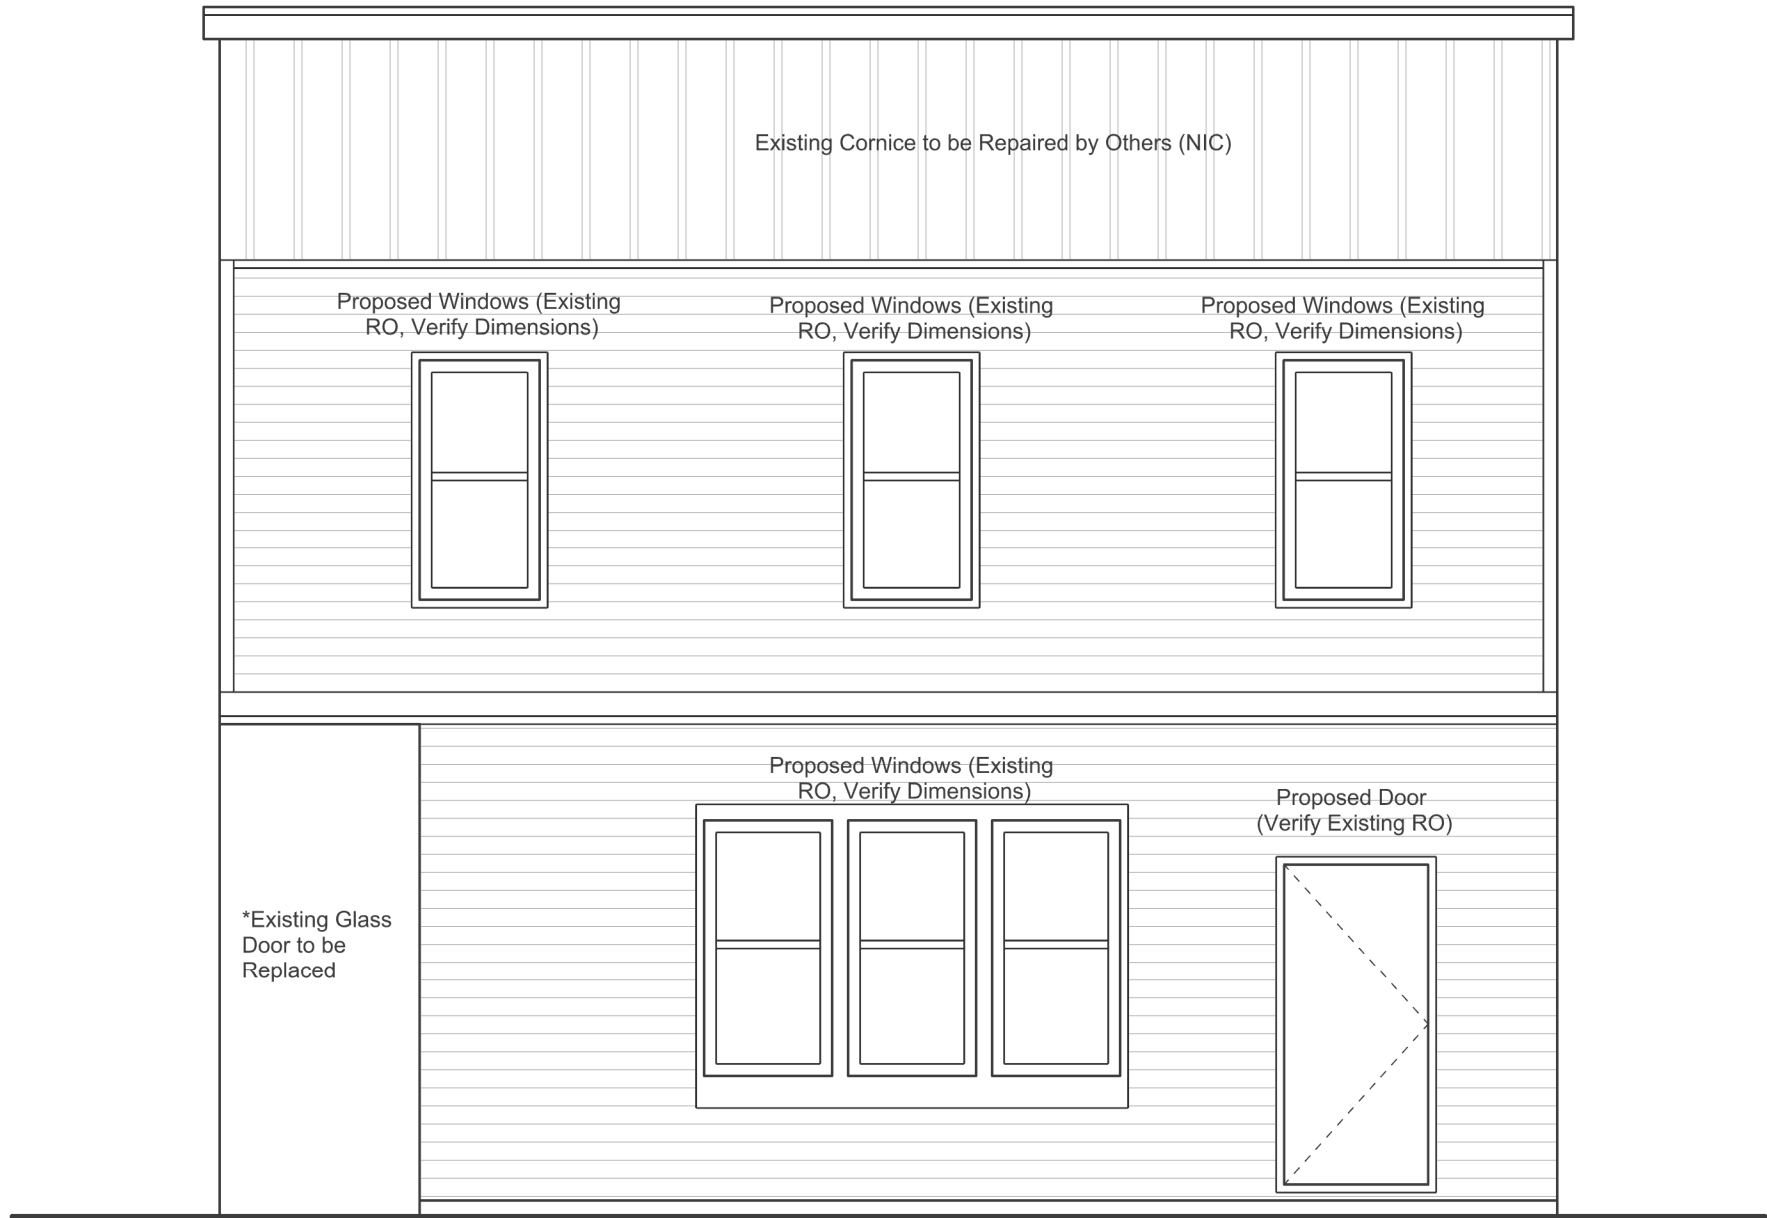 Existing Cornice to be Repaired by Others (NIC)
Proposed Windows (Existing
RO, Verify Dimensions)
Proposed Windows (Existing
RO, Verify Dimensions)
Proposed Windows (Existing
RO, Verify Dimensions)
Proposed Windows (Existing
RO, Verify Dimensions)
Proposed Door
(Verify Existing RO)
*Existing Glass
Door to be
Replaced